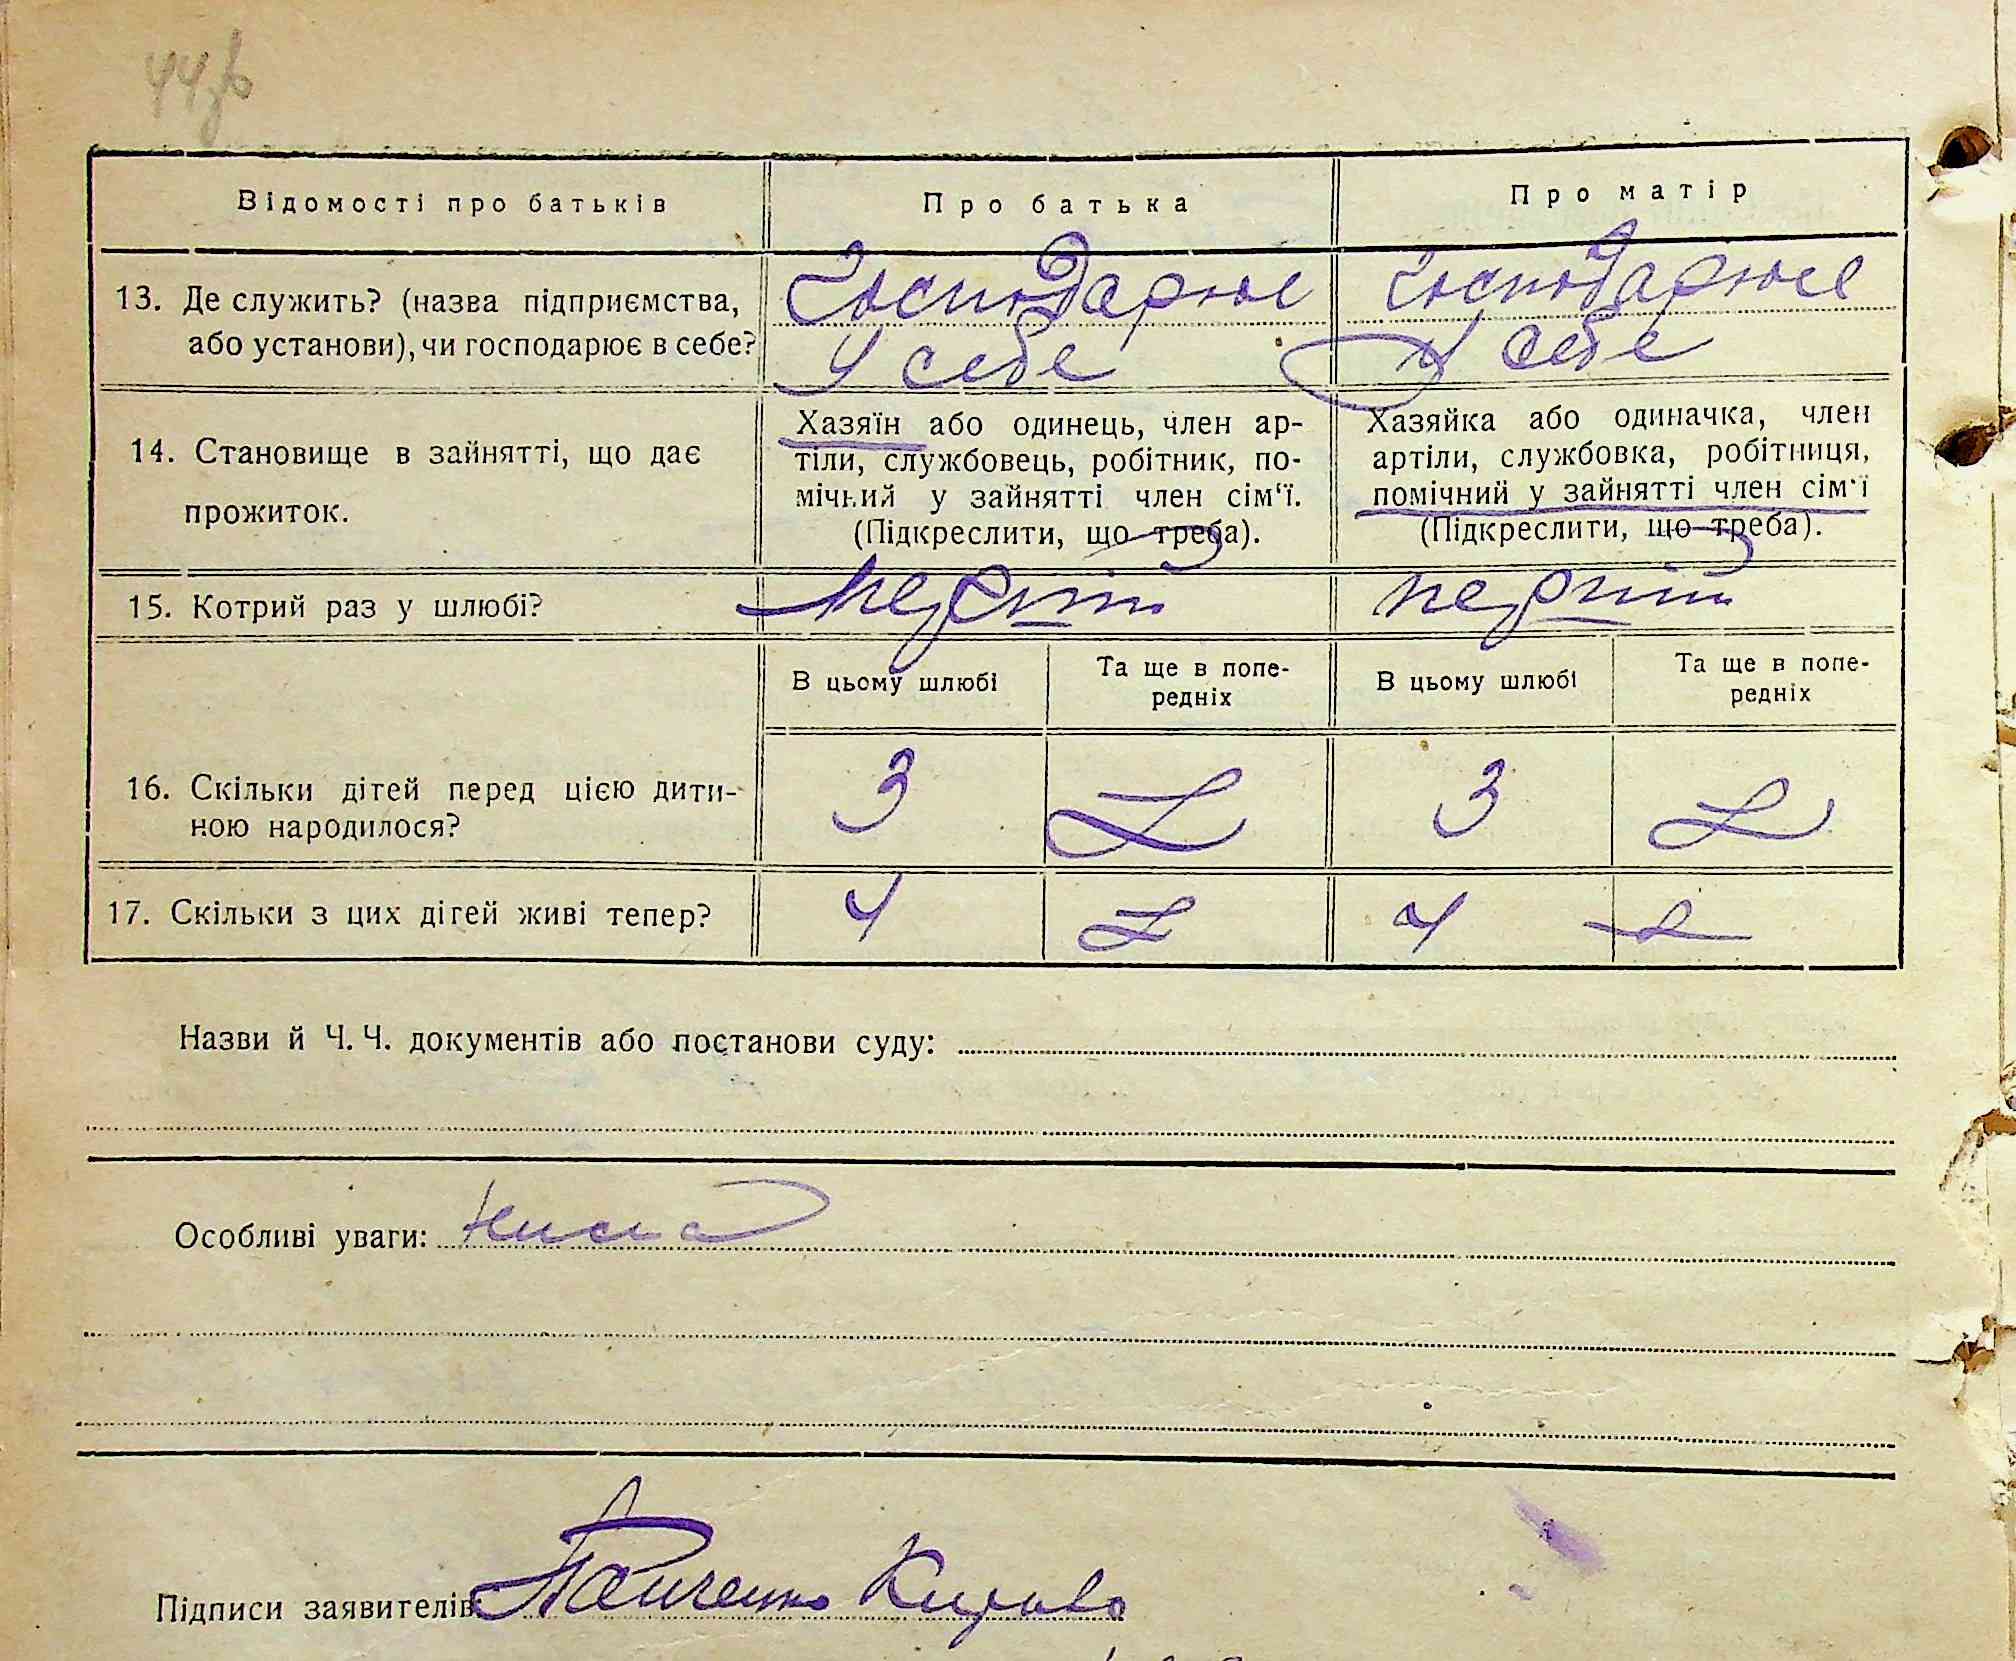 44зв
Відомості про батьків
Про батька
Про матір
13. Де служить? (назва підприємства,
або установи), чи господарює в себе?
Господарює
у себе
Господарює
у себе
14. Становище в зайнятті, що дає
прожиток.
Хазяїн або одинець, член ар-
тіли, службовець, робітник, по-
мічний у зайнятті член сім'ї.
(Підкреслити, що треба).
Хазяйка або одиначка, член
артіли, службовка, робітниця,
помічний у зайнятті член сім'ї
(Підкреслити, що треба).
15. Котрий раз у шлюбі?
перший
перший
В цьому шлюбі
Та ще в попе-
редніх
В цьому шлюбі
Та ще в попе-
редніх
16. Скільки дітей перед цією дити-
ною народилося?
3
3
17. Скільки з цих дітей живі тепер?
4
4
Назви й Ч. Ч. документів або постанови суду:
Особливі уваги:
Підписи заявителів: Панченко